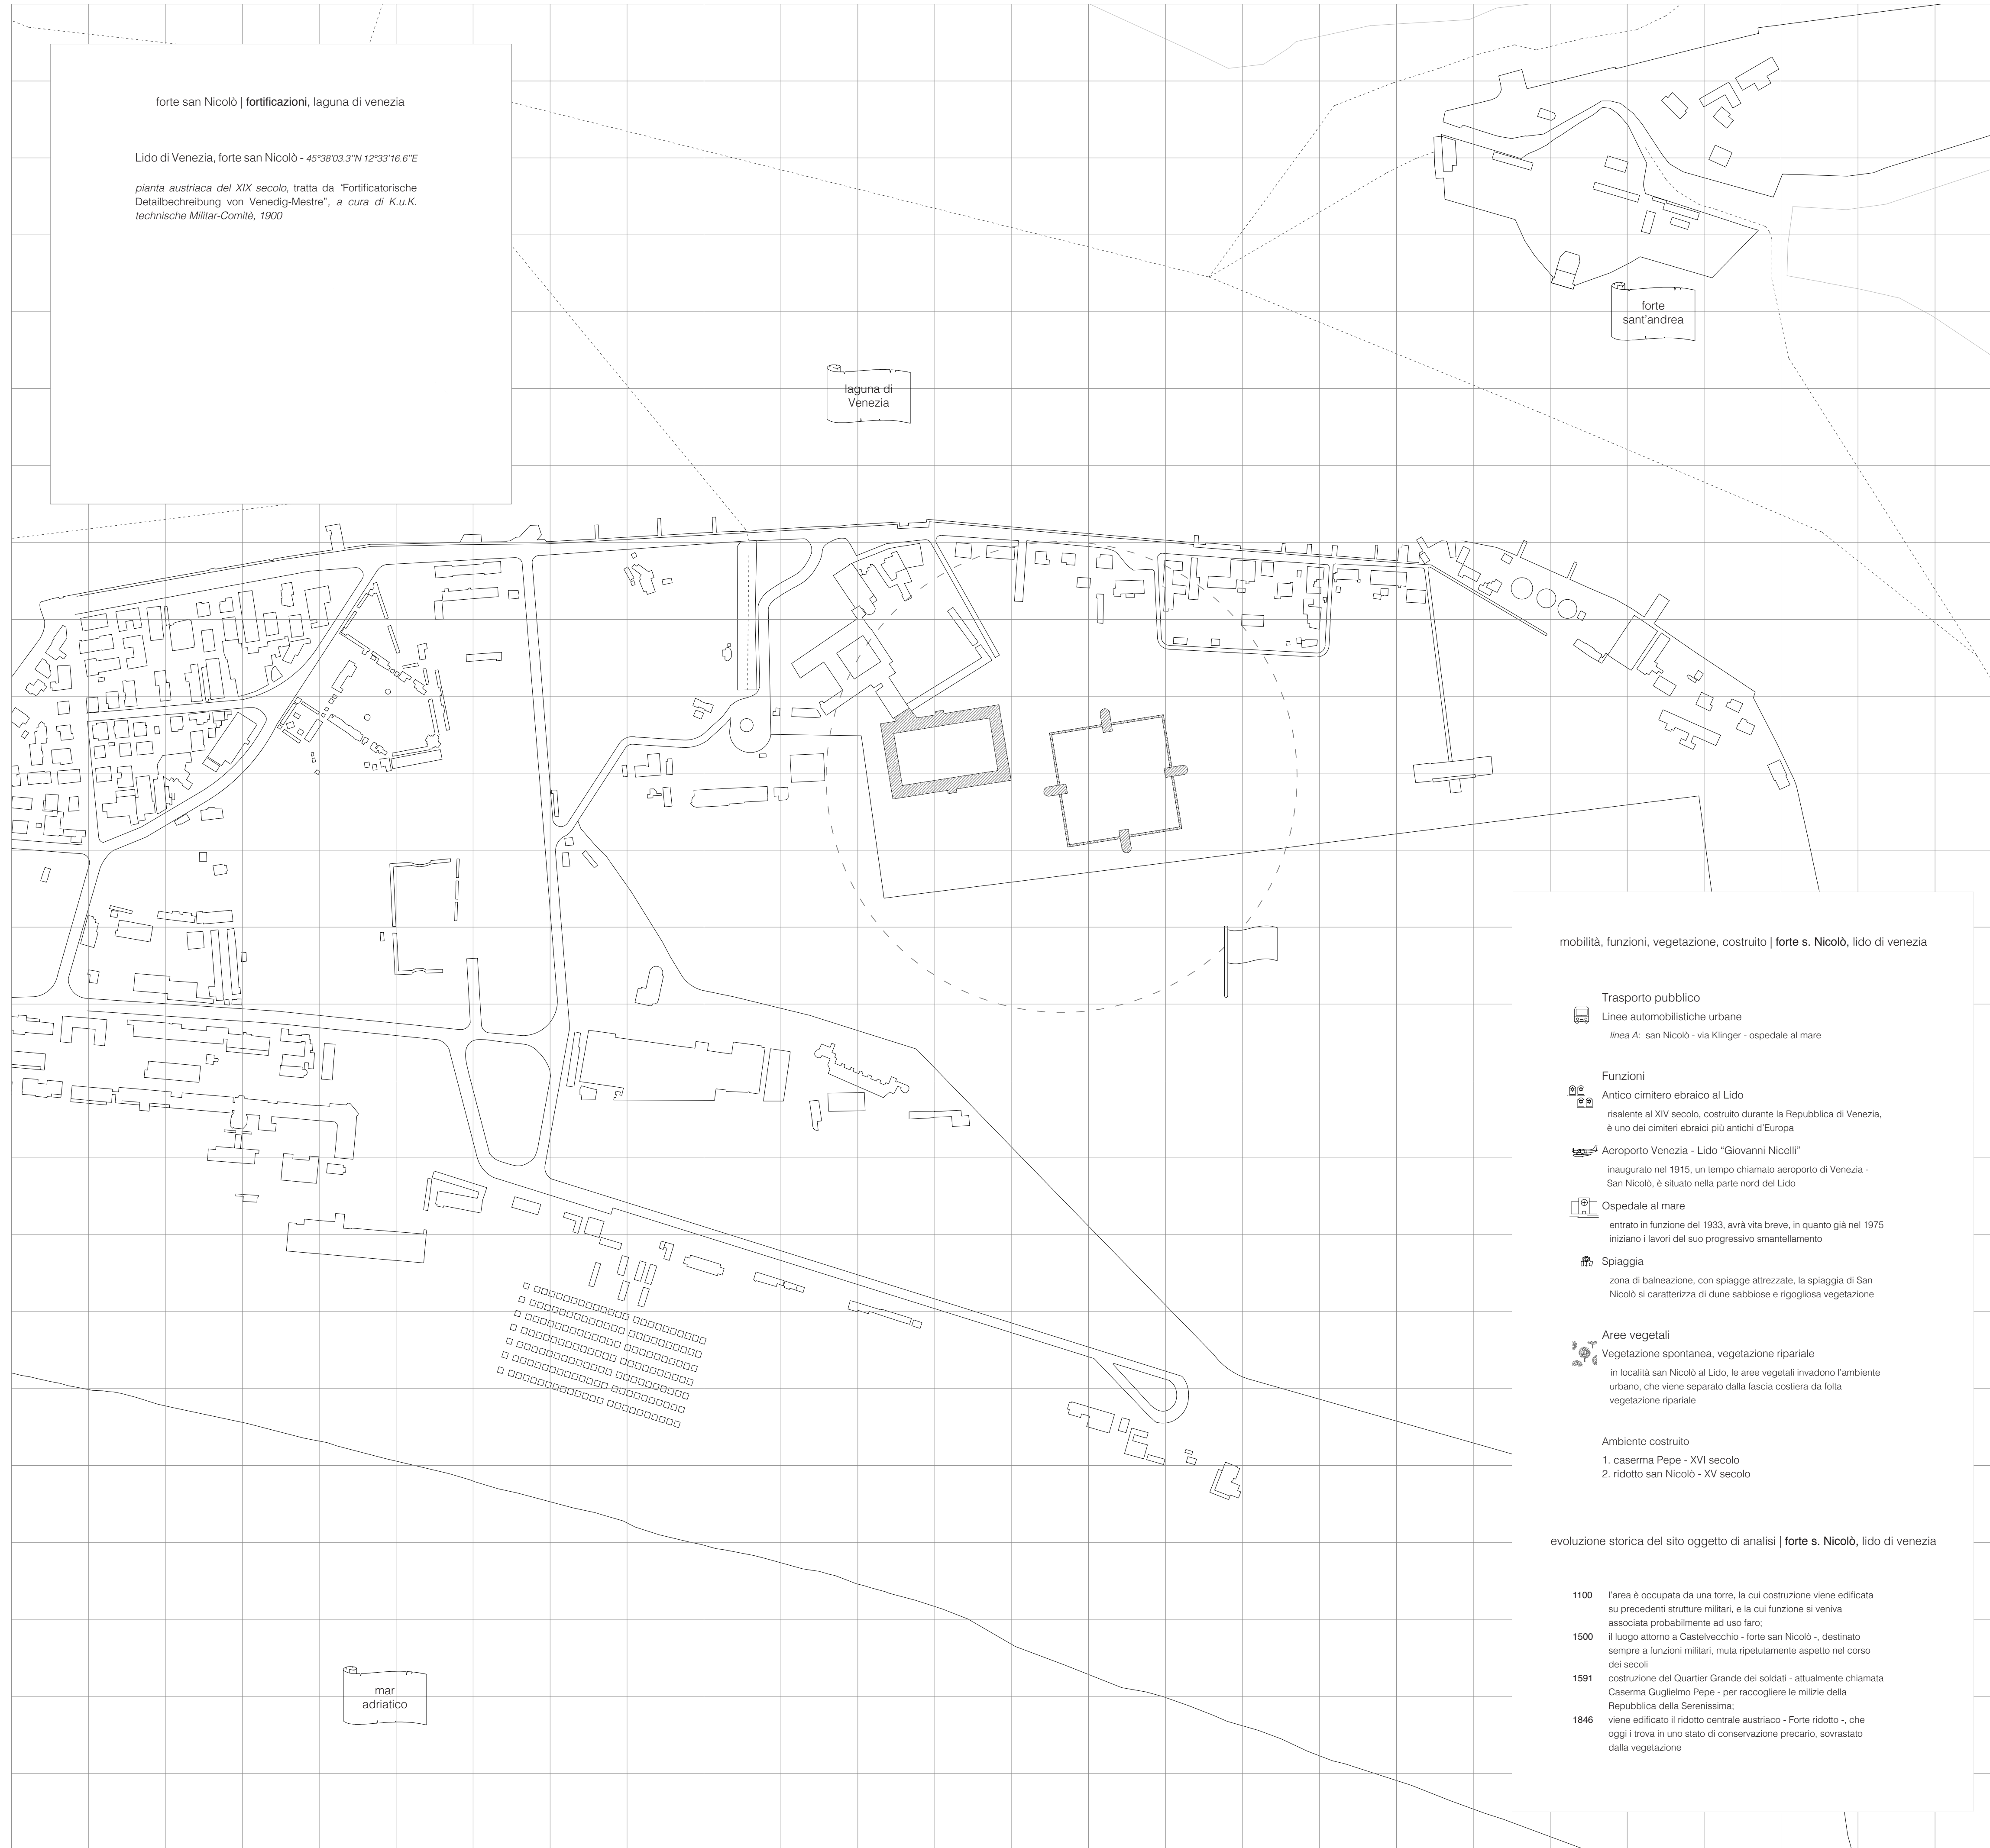 forte san Nicolò | fortificazioni, laguna di venezia
Lido di Venezia, forte san Nicolò - 45°38'03.3''N 12°33'16.6''E
pianta austriaca del XIX secolo, tratta da “Fortificatorische
Detailbechreibung von Venedig-Mestre”, a cura di K.u.K.
technische Militar-Comitè, 1900
forte
sant'andrea
laguna di
Venezia
mobilità, funzioni, vegetazione, costruito | forte s. Nicolò, lido di venezia
Trasporto pubblico
Linee automobilistiche urbane
linea A: san Nicolò - via Klinger - ospedale al mare
Funzioni
Antico cimitero ebraico al Lido
risalente al XIV secolo, costruito durante la Repubblica di Venezia,
è uno dei cimiteri ebraici più antichi d'Europa
Aeroporto Venezia - Lido “Giovanni Nicelli”
inaugurato nel 1915, un tempo chiamato aeroporto di Venezia -
San Nicolò, è situato nella parte nord del Lido
Ospedale al mare
entrato in funzione del 1933, avrà vita breve, in quanto già nel 1975
iniziano i lavori del suo progressivo smantellamento
Spiaggia
zona di balneazione, con spiagge attrezzate, la spiaggia di San
Nicolò si caratterizza di dune sabbiose e rigogliosa vegetazione
Aree vegetali
Vegetazione spontanea, vegetazione ripariale
in località san Nicolò al Lido, le aree vegetali invadono l'ambiente
urbano, che viene separato dalla fascia costiera da folta
vegetazione ripariale
Ambiente costruito
1. caserma Pepe - XVI secolo
2. ridotto san Nicolò - XV secolo
evoluzione storica del sito oggetto di analisi | forte s. Nicolò, lido di venezia
1100 l'area è occupata da una torre, la cui costruzione viene edificata
su precedenti strutture militari, e la cui funzione si veniva
associata probabilmente ad uso faro;
1500 il luogo attorno a Castelvecchio - forte san Nicolò -, destinato
sempre a funzioni militari, muta ripetutamente aspetto nel corso
dei secoli
1591 costruzione del Quartier Grande dei soldati - attualmente chiamata
Caserma Guglielmo Pepe - per raccogliere le milizie della
Repubblica della Serenissima;
1846 viene edificato il ridotto centrale austriaco - Forte ridotto -, che
oggi i trova in uno stato di conservazione precario, sovrastato
dalla vegetazione
mar
adriatico